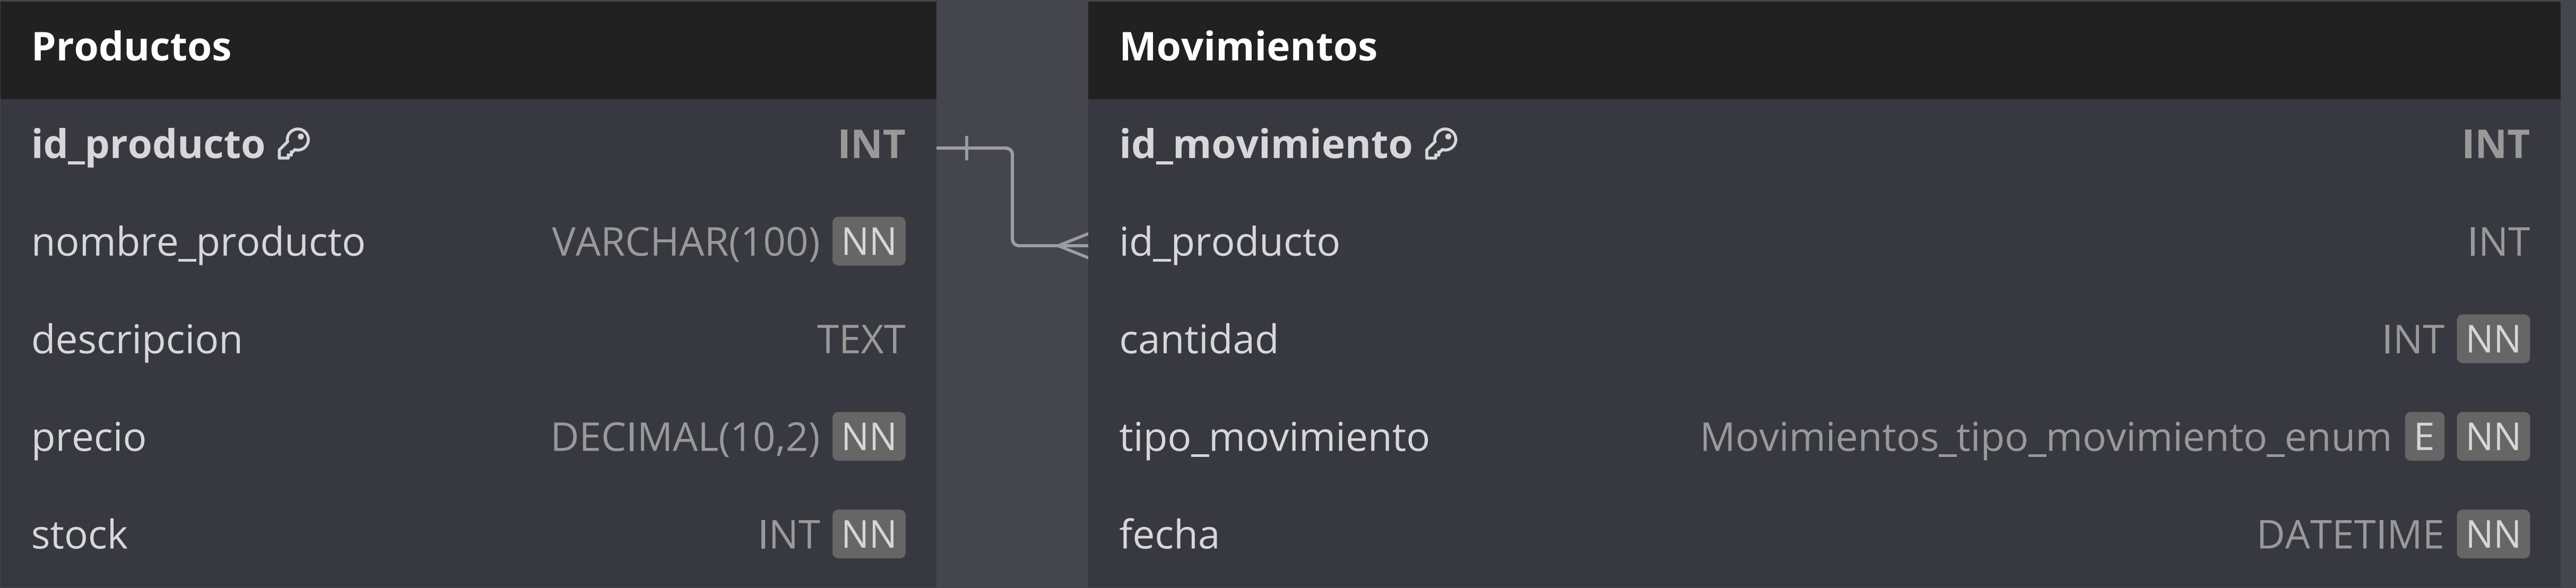 Productos
id_producto INT
nombre_producto VARCHAR(100) NN
descripcion TEXT
precio DECIMAL(10,2) NN
stock INT NN
Movimientos
id_movimiento INT
id_producto INT
cantidad INT NN
tipo_movimiento Movimientos_tipo_movimiento_enum E NN
fecha DATETIME NN